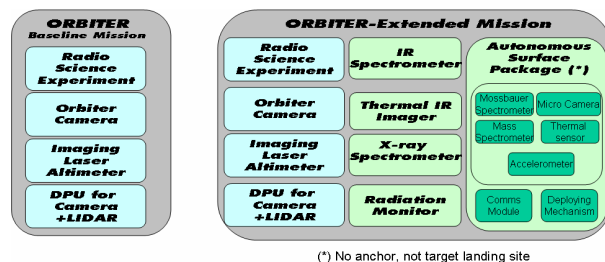 ORBITER
Baseline Mission
Radio
Science
Experiment
Orbiter
Camera
Imaging
Laser
Altimeter
DPU for
Camera
+LIDAR
ORBITER-Extended Mission
Radio
Science
Experiment
Orbiter
Camera
Imaging
Laser
Altimeter
DPU for
Camera
+LIDAR
IR
Spectrometer
Thermal IR
Imager
X-ray
Spectrometer
Radiation
Monitor
Autonomous
Surface
Package (*)
Mossbauer
Spectrometer
Micro Camera
Mass
Spectrometer
Thermal
sensor
Accelerometer
Comms
Module
Deploying
Mechanism
(*) No anchor, not target landing site